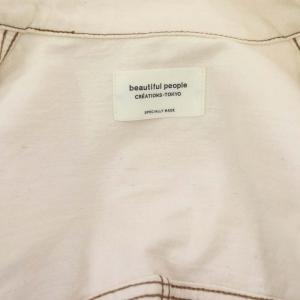 beautiful people
CRÉATIONS-TOKYO
SPECIALLY MADE